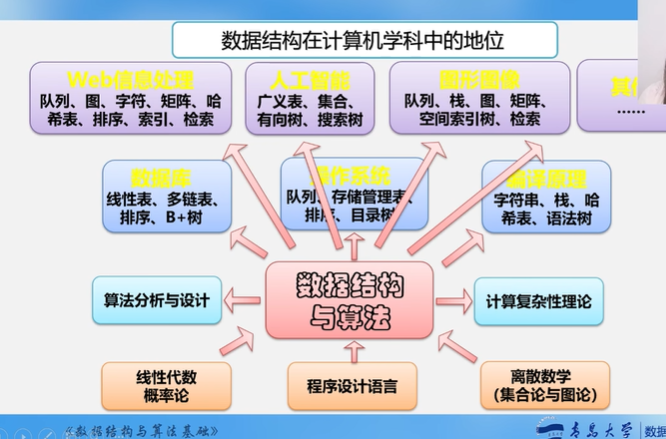 数据结构在计算机学科中的地位
Web信息处理
队列、图、字符、矩阵、哈
希表、排序、索引、检索
人工智能
广义表、集合、
有向树、搜索树
图形图像
队列、栈、图、矩阵、
空间索引树、检索
其
……
数据库
线性表、多链表、
排序、B+树
操作系统
队列、存储管理表、
排序、目录树
编译原理
字符串、栈、哈
希表、语法树
算法分析与设计
数据结构
与算法
计算复杂性理论
线性代数
概率论
程序设计语言
离散数学
(集合论与图论)
《数据结构与算法基础》
青岛大学
数据